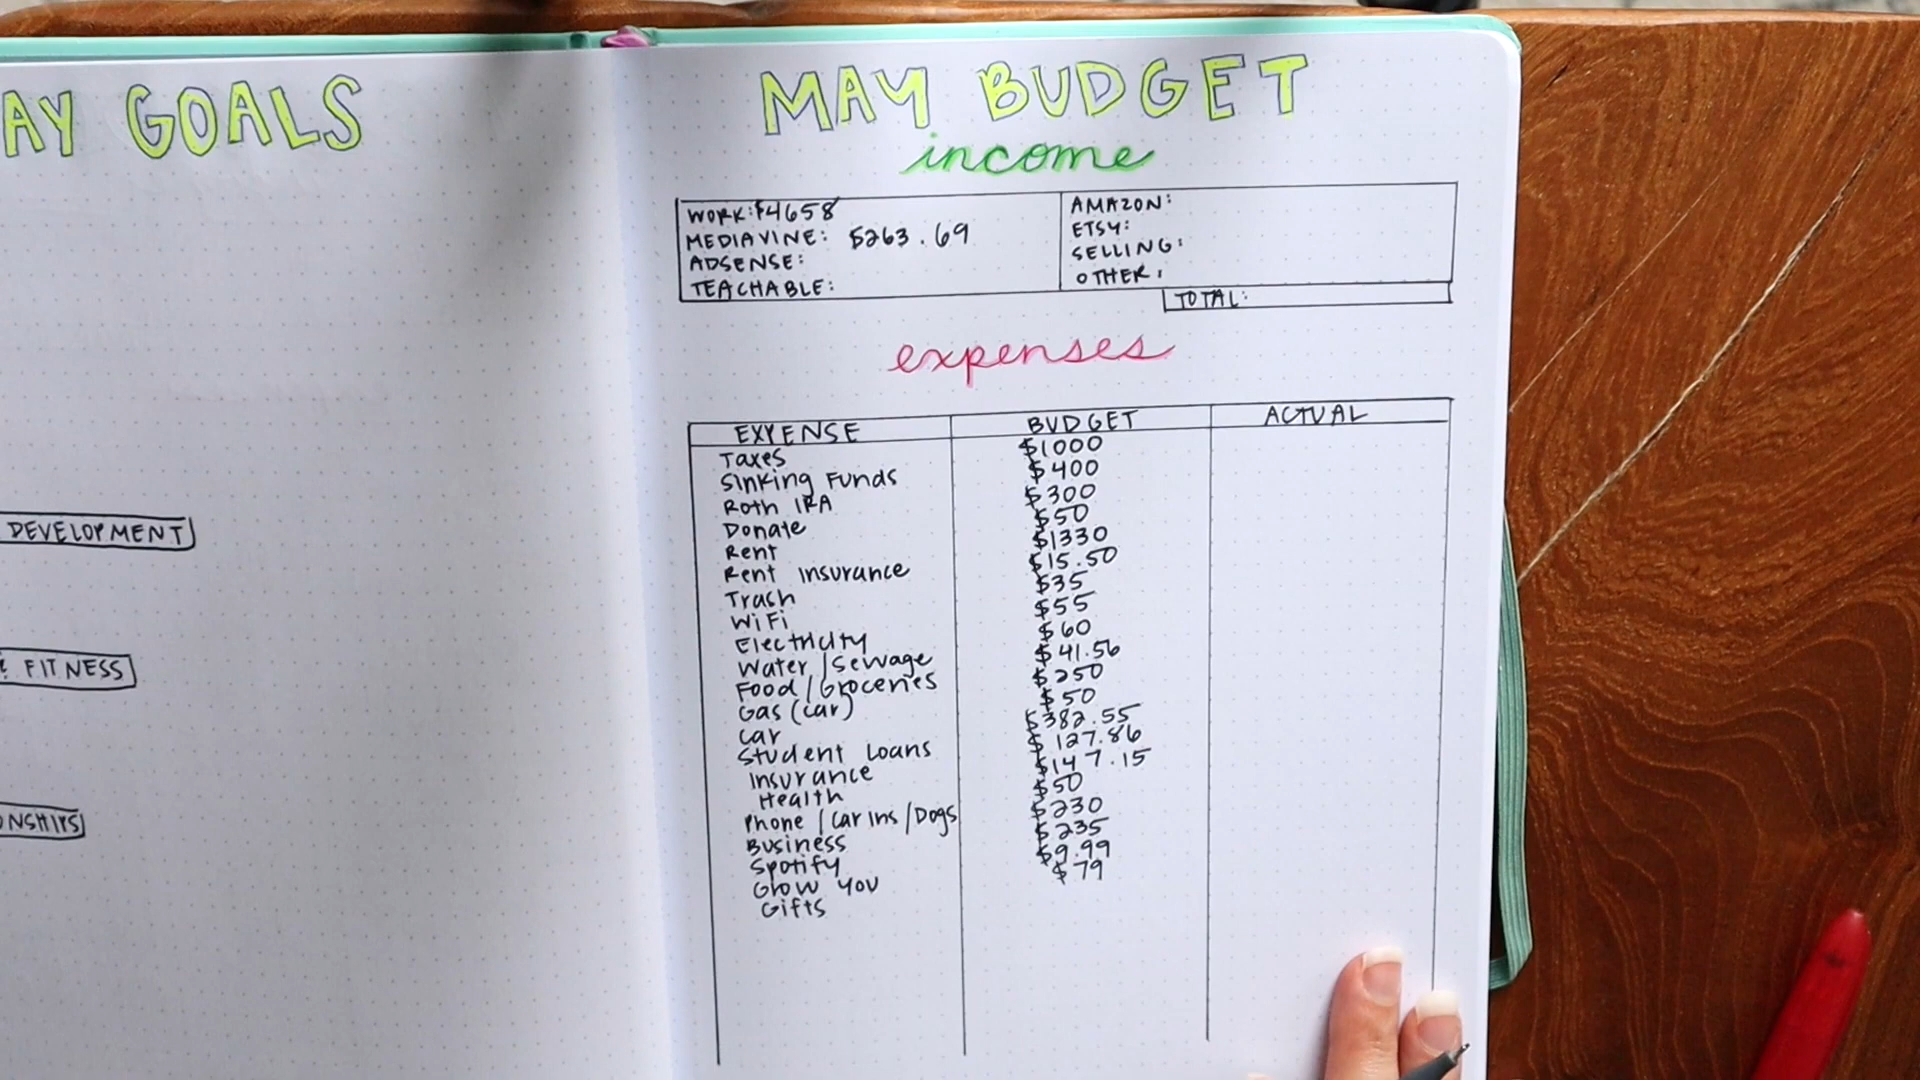 AY GOALS
DEVELOPMENT
& FITNESS
ONSHIPS
MAY BUDGET
income
WORK: $4658
MEDIAVINE: $263.69
ADSENSE:
TEACHABLE:
AMAZON:
ETSY:
SELLING:
OTHER:
TOTAL:
expenses
EXPENSE BUDGET ACTUAL
Taxes $1000
Sinking Funds $400
Roth IRA $300
Donate $50
Rent $1330
Rent Insurance $15.50
Trash $35
WiFi $55
Electricity $60
Water/Sewage $41.56
Food/Groceries $250
Gas (car) $50
Car $382.55
Student Loans $127.86
Insurance $147.15
Health $50
Phone/Car Ins/Dogs $230
Business $235
Spotify $9.99
Grow You $79
Gifts